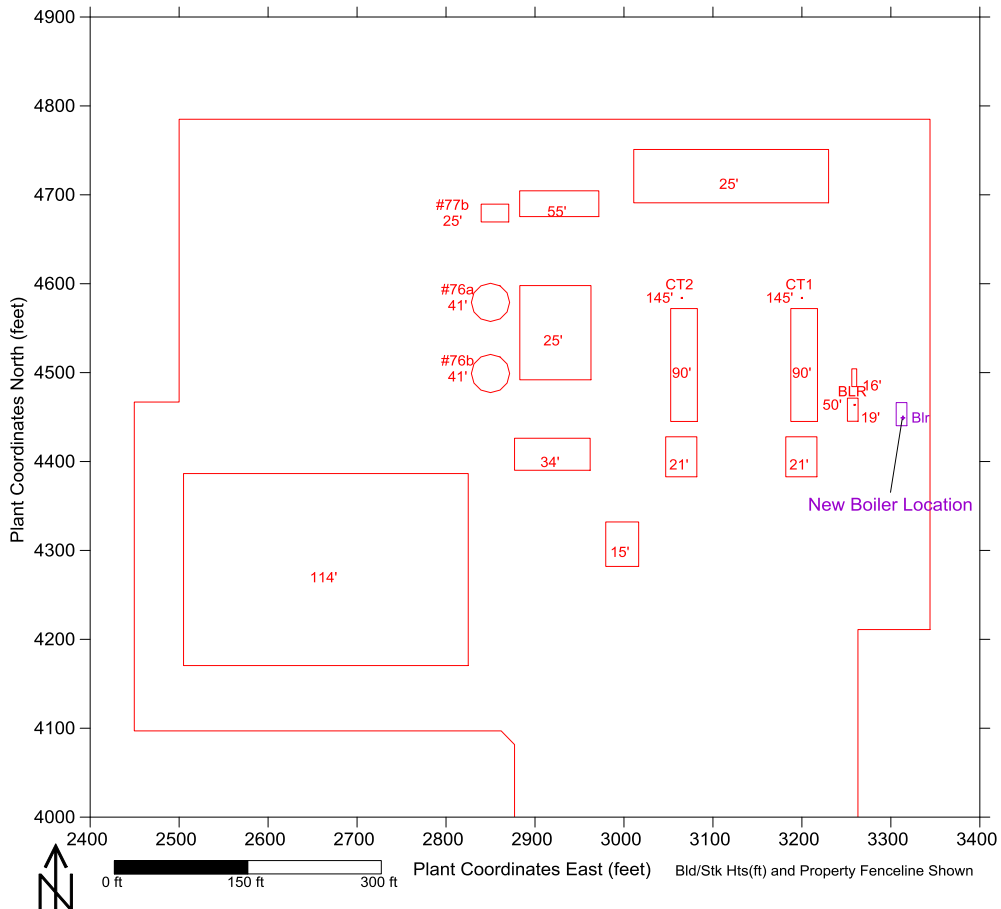 4900
4800
4700
4600
4500
4400
4300
4200
4100
4000
Plant Coordinates North (feet)
25'
#77b
25'
55'
#76a
41'
CT2
145'
CT1
145'
25'
#76b
41'
90'
90'
16'
BLR
50'
19'
Blr
34'
21'
21'
New Boiler Location
15'
114'
2400
2500
2600
2700
2800
2900
3000
3100
3200
3300
3400
N
0 ft
150 ft
300 ft
Plant Coordinates East (feet)
Bld/Stk Hts(ft) and Property Fenceline Shown